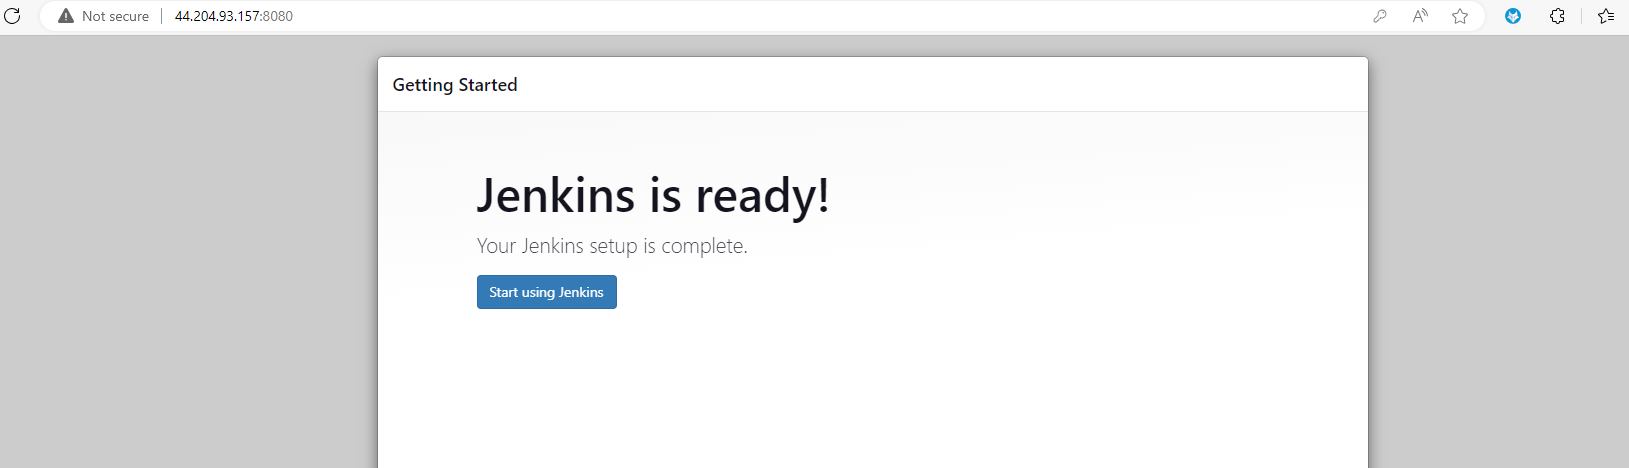 Not secure | 44.204.93.157:8080
Getting Started
Jenkins is ready!
Your Jenkins setup is complete.
Start using Jenkins